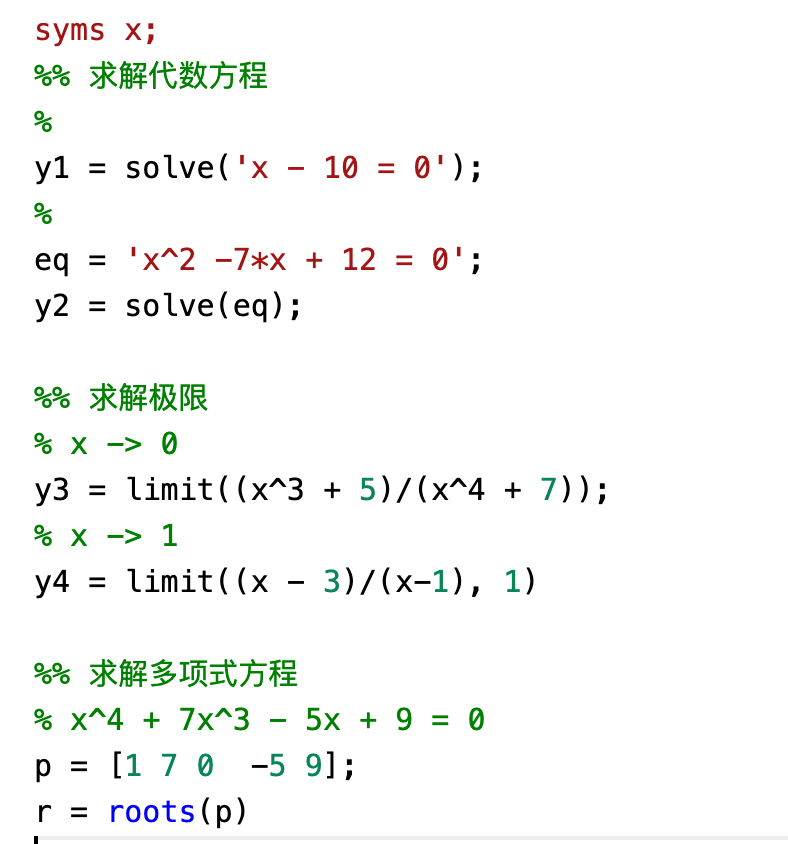 syms x;
%% 求解代数方程
%
y1 = solve('x - 10 = 0');
%
eq = 'x^2 -7*x + 12 = 0';
y2 = solve(eq);
%% 求解极限
% x -> 0
y3 = limit((x^3 + 5)/(x^4 + 7));
% x -> 1
y4 = limit((x - 3)/(x-1), 1)
%% 求解多项式方程
% x^4 + 7x^3 - 5x + 9 = 0
p = [1 7 0  -5 9];
r = roots(p)